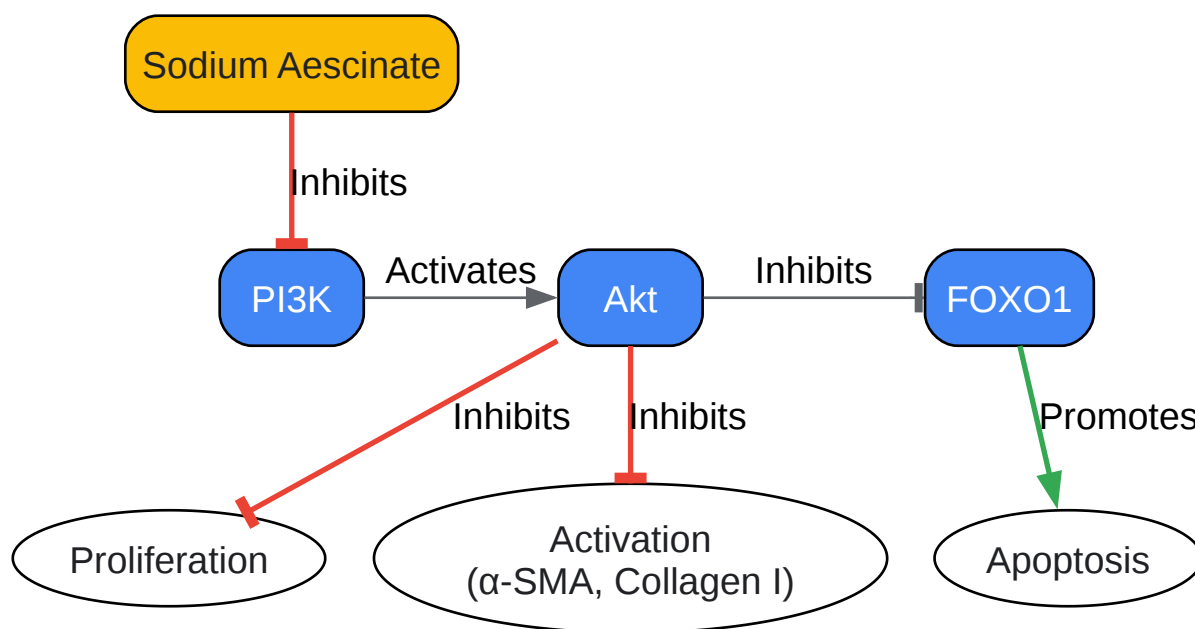 Sodium Aescinate
Inhibits
PI3K
Activates
Akt
Inhibits
FOXO1
Inhibits
Inhibits
Promotes
Proliferation
Activation
(α-SMA, Collagen I)
Apoptosis